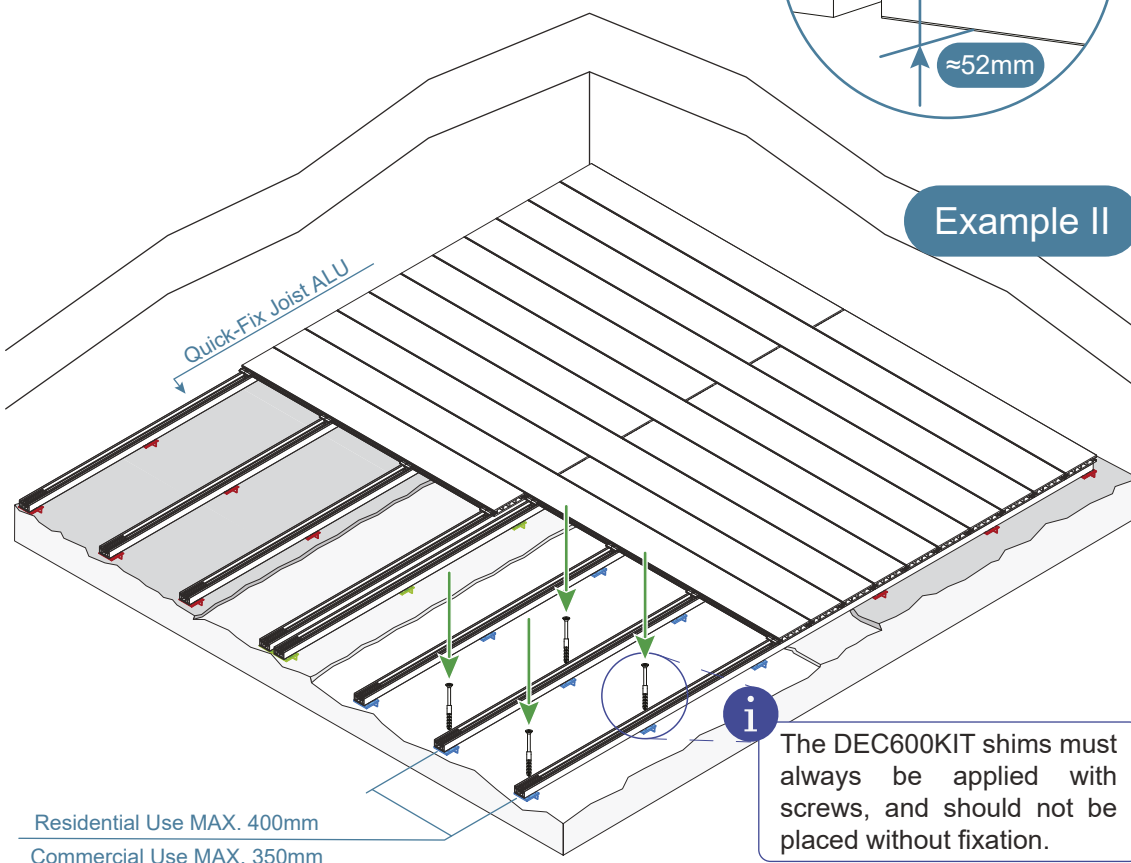 ≈52mm
Example II
Quick-Fix Joist ALU
i
The DEC600KIT shims must
always be applied with
screws, and should not be
placed without fixation.
Residential Use MAX. 400mm
Commercial Use MAX. 350mm